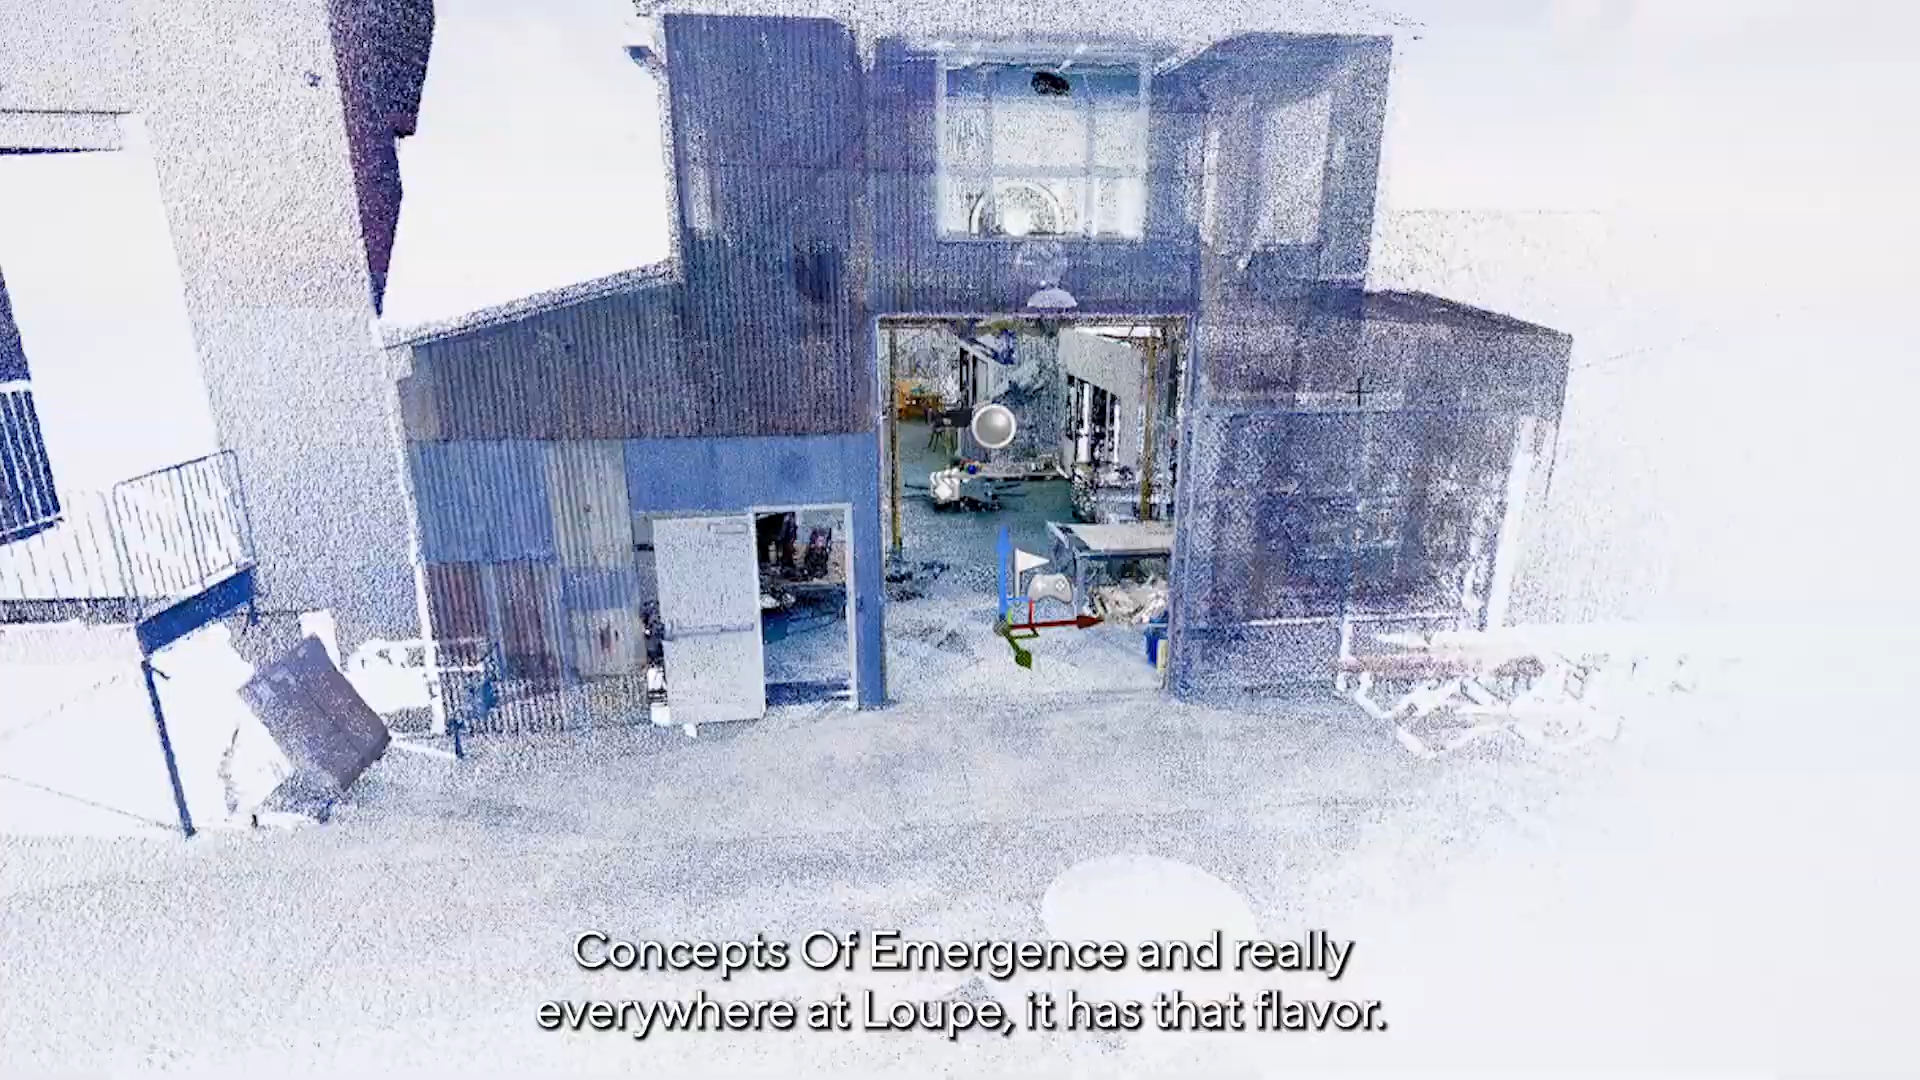 Concepts Of Emergence and really
everywhere at Loupe, it has that flavor.